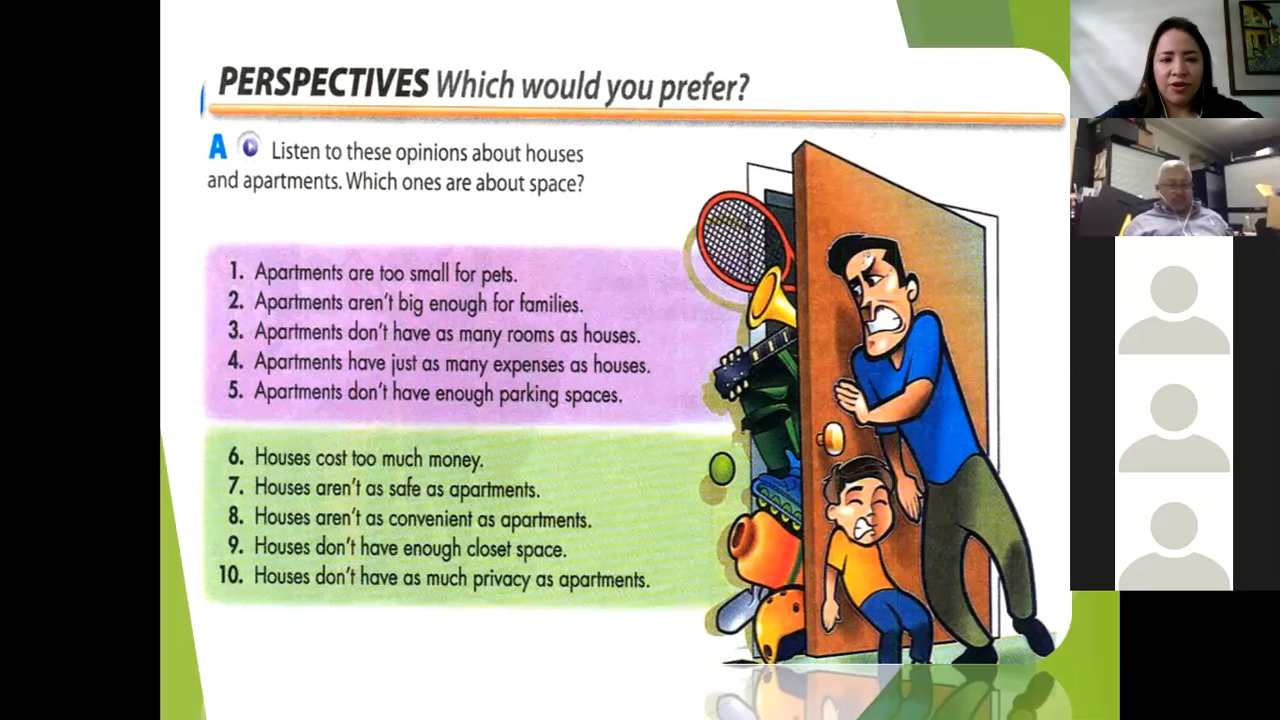 PERSPECTIVES Which would you prefer?
A Listen to these opinions about houses
and apartments. Which ones are about space?
1. Apartments are too small for pets.
2. Apartments aren't big enough for families.
3. Apartments don't have as many rooms as houses.
4. Apartments have just as many expenses as houses.
5. Apartments don't have enough parking spaces.
6. Houses cost too much money.
7. Houses aren't as safe as apartments.
8. Houses aren't as convenient as apartments.
9. Houses don't have enough closet space.
10. Houses don't have as much privacy as apartments.